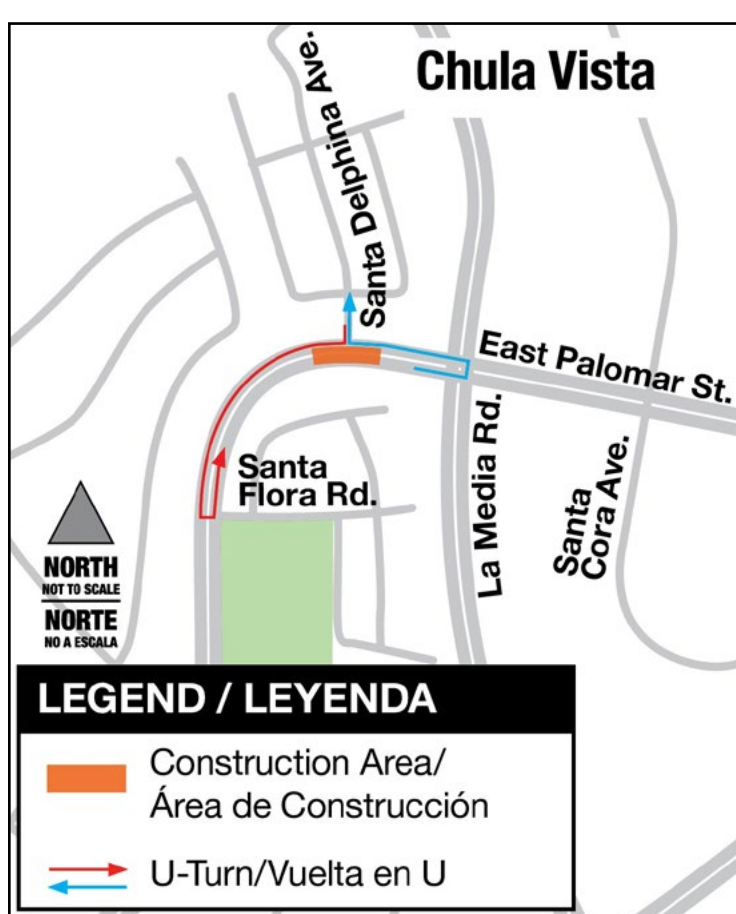 Chula Vista
Santa Delphina Ave.
East Palomar St.
Santa
Flora Rd.
La Media Rd.
Santa
Cora Ave.
NORTH
NOT TO SCALE
NORTE
NO A ESCALA
LEGEND / LEYENDA
Construction Area/
Área de Construcción
U-Turn/Vuelta en U